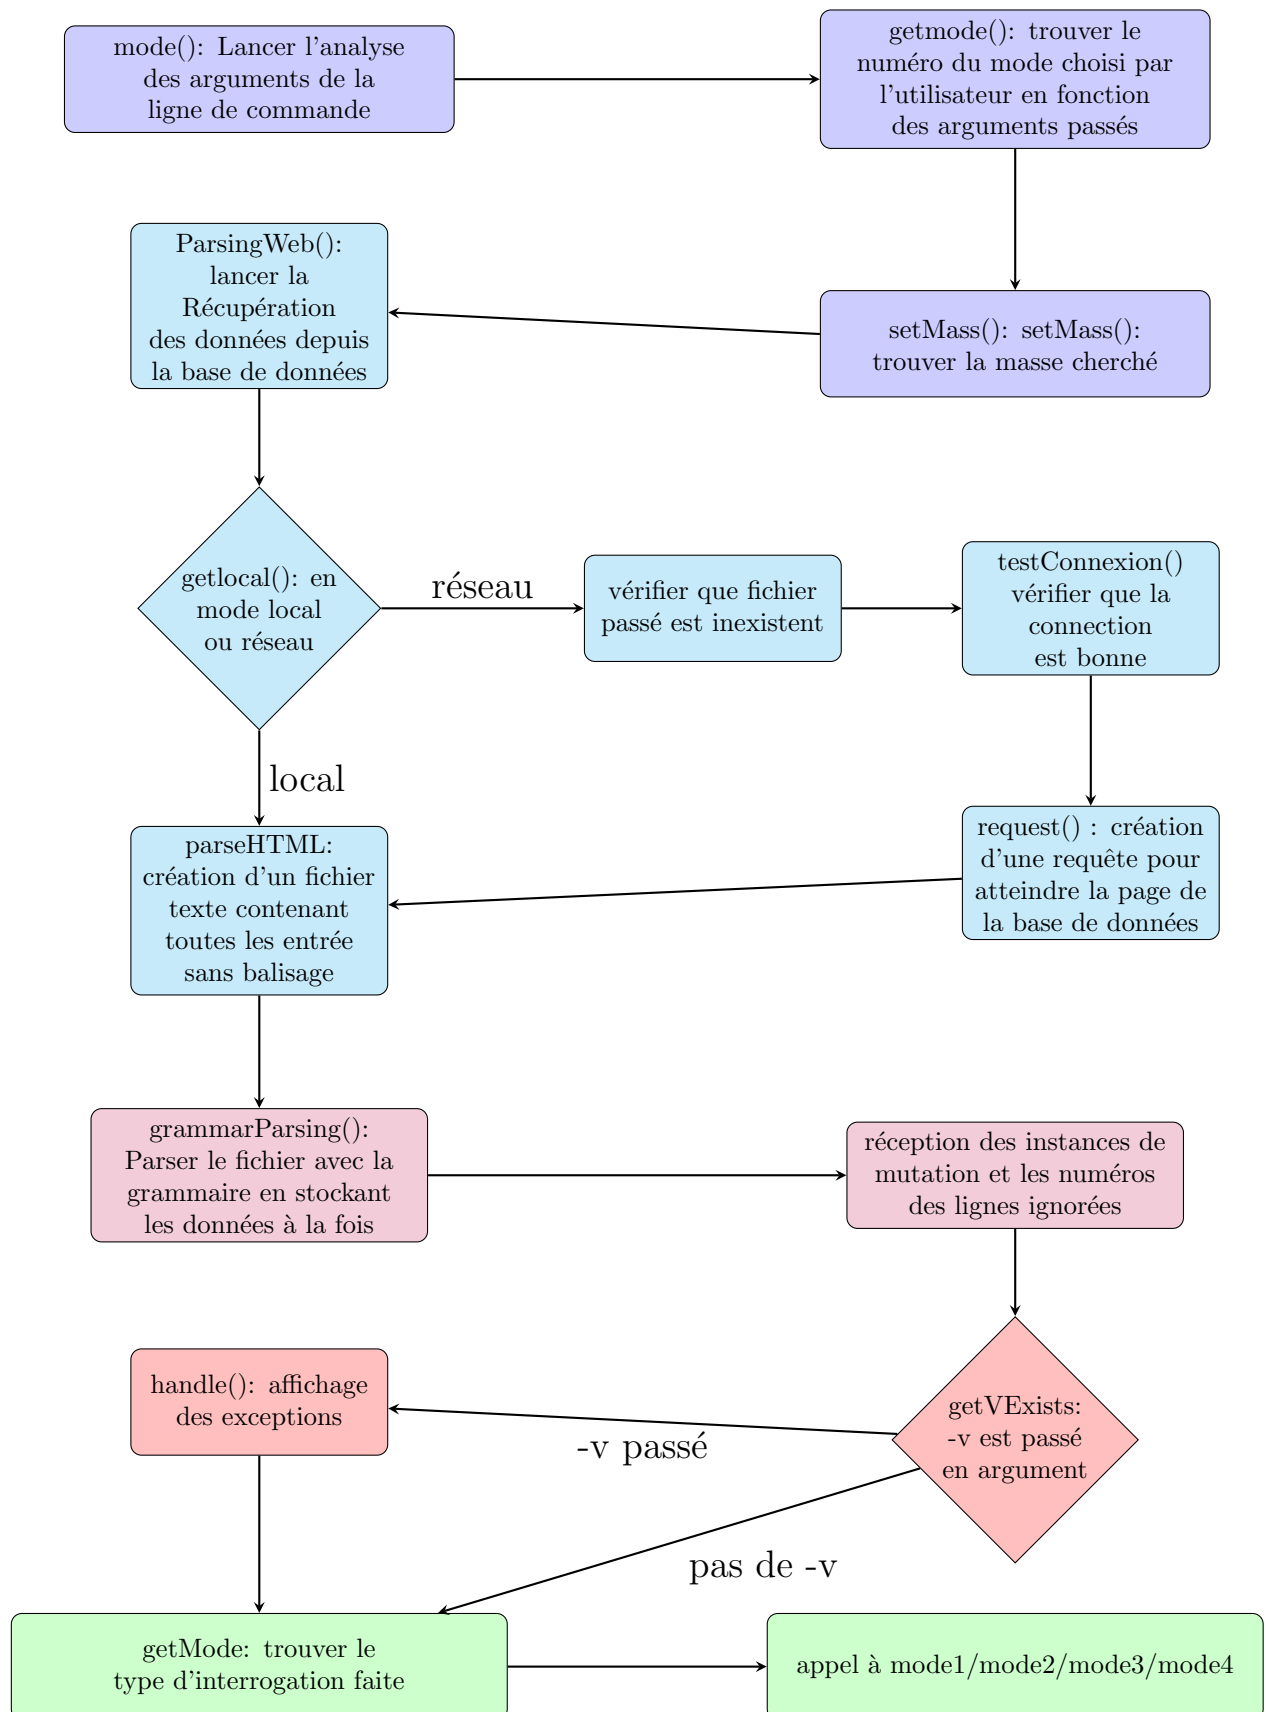 mode(): Lancer l'analyse
des arguments de la
ligne de commande
getmode(): trouver le
numéro du mode choisi par
l'utilisateur en fonction
des arguments passés
ParsingWeb():
lancer la
Récupération
des données depuis
la base de données
setMass(): setMass():
trouver la masse cherché
getlocal(): en
mode local
ou réseau
réseau
vérifier que fichier
passé est inexistent
testConnexion()
vérifier que la
connection
est bonne
local
parseHTML:
création d'un fichier
texte contenant
toutes les entrée
sans balisage
request() : création
d'une requête pour
atteindre la page de
la base de données
grammarParsing():
Parser le fichier avec la
grammaire en stockant
les données à la fois
réception des instances de
mutation et les numéros
des lignes ignorées
handle(): affichage
des exceptions
-v passé
getVExists:
-v est passé
en argument
pas de -v
getMode: trouver le
type d'interrogation faite
appel à mode1/mode2/mode3/mode4